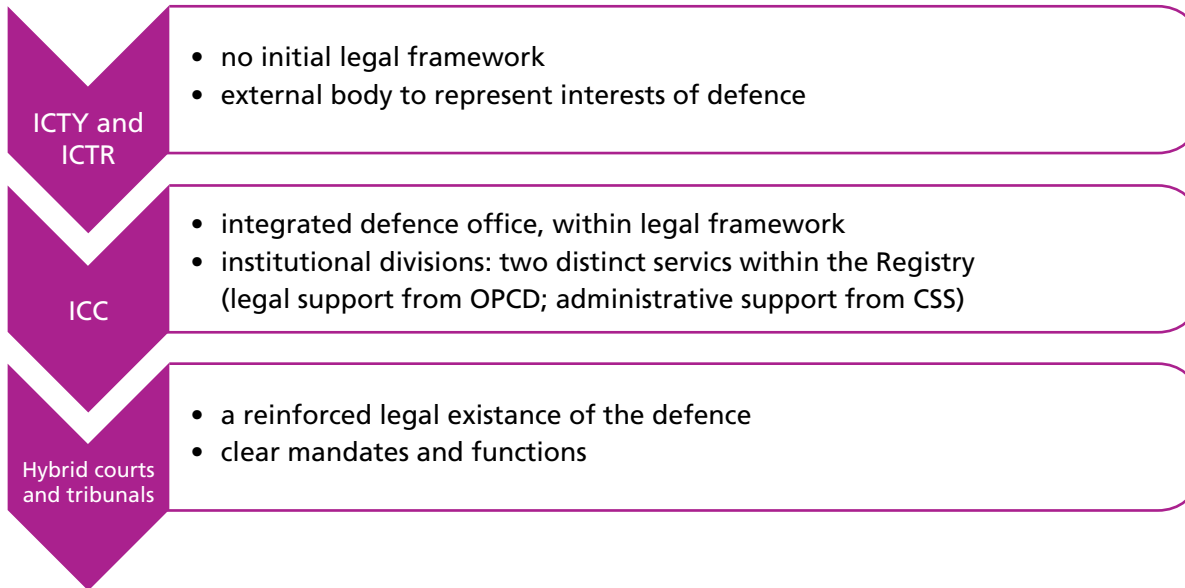 ICTY and
ICTR
• no initial legal framework
• external body to represent interests of defence
ICC
• integrated defence office, within legal framework
• institutional divisions: two distinct servics within the Registry
(legal support from OPCD; administrative support from CSS)
Hybrid courts
and tribunals
• a reinforced legal existance of the defence
• clear mandates and functions